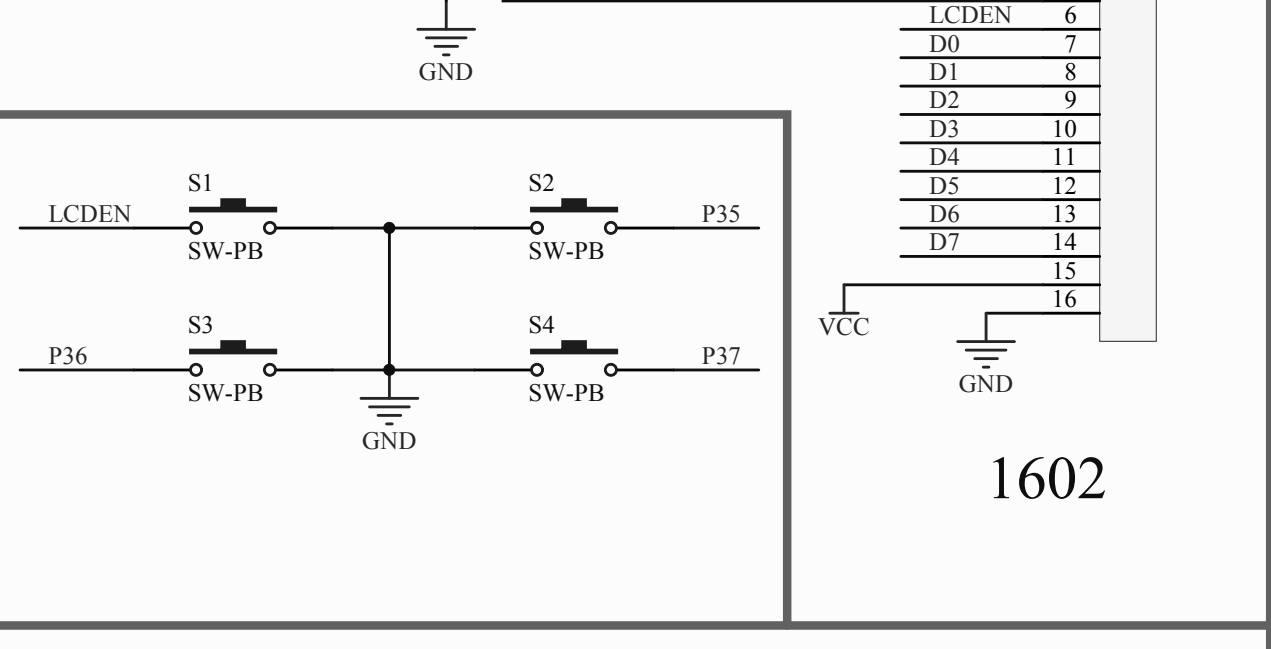 GND
LCDEN 6
D0 7
D1 8
D2 9
D3 10
D4 11
D5 12
D6 13
D7 14
15
16
VCC
GND
1602
S1
LCDEN
SW-PB
S2
P35
SW-PB
S3
P36
SW-PB
S4
P37
SW-PB
GND